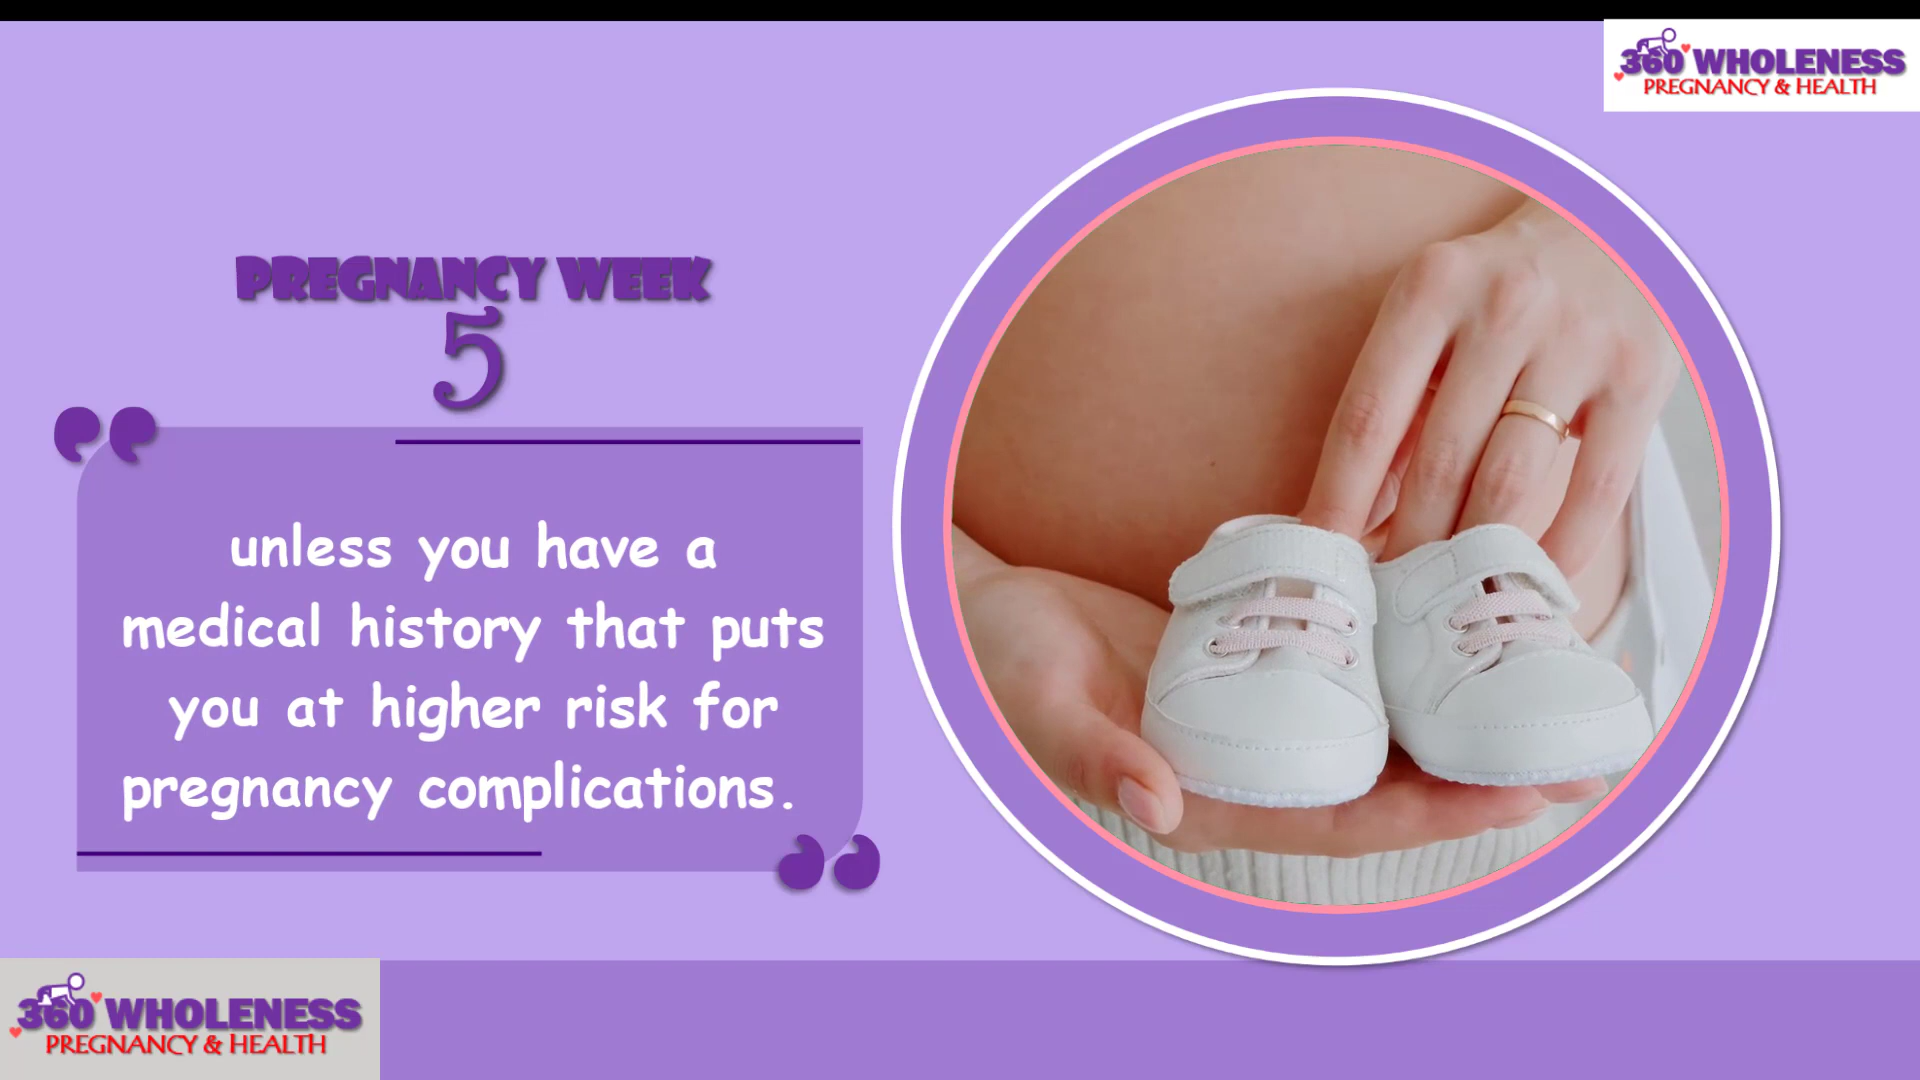 360 WHOLENESS
PREGNANCY & HEALTH
PREGNANCY WEEK
5
unless you have a
medical history that puts
you at higher risk for
pregnancy complications.
360 WHOLENESS
PREGNANCY & HEALTH